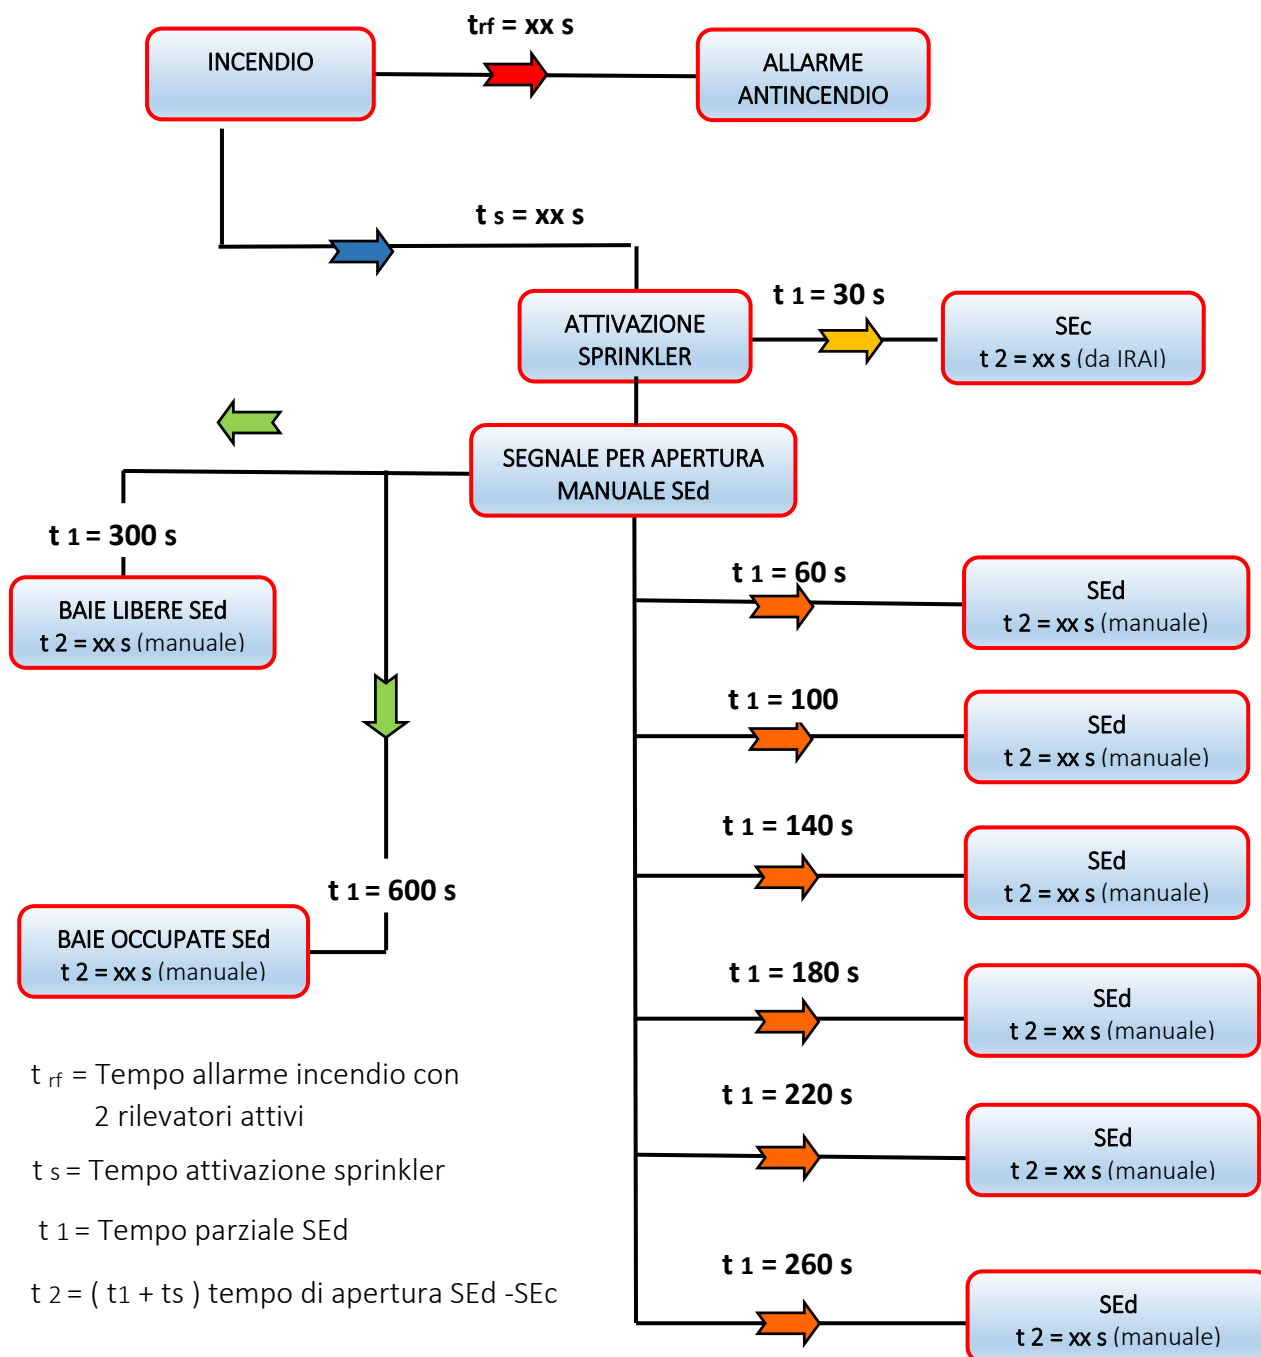 trf = xx s
INCENDIO
ALLARME
ANTINCENDIO
t s = xx s
t 1 = 30 s
ATTIVAZIONE
SPRINKLER
SEc
t 2 = xx s (da IRAI)
SEGNALE PER APERTURA
MANUALE SEd
t 1 = 300 s
BAIE LIBERE SEd
t 2 = xx s (manuale)
t 1 = 60 s
SEd
t 2 = xx s (manuale)
t 1 = 100
SEd
t 2 = xx s (manuale)
t 1 = 140 s
SEd
t 2 = xx s (manuale)
t 1 = 600 s
BAIE OCCUPATE SEd
t 2 = xx s (manuale)
t 1 = 180 s
SEd
t 2 = xx s (manuale)
t 1 = 220 s
SEd
t 2 = xx s (manuale)
t 1 = 260 s
SEd
t 2 = xx s (manuale)
t rf = Tempo allarme incendio con
2 rilevatori attivi
t s = Tempo attivazione sprinkler
t 1 = Tempo parziale SEd
t 2 = ( t1 + ts ) tempo di apertura SEd -SEc